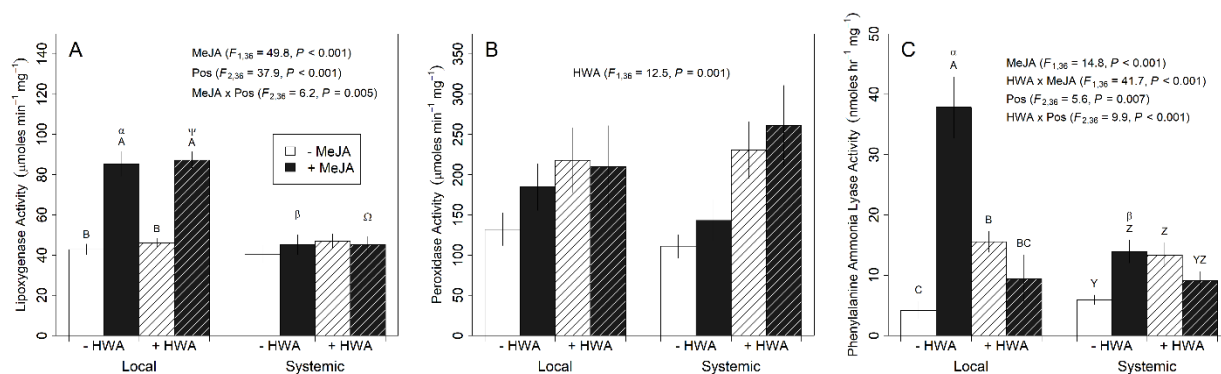 A
MeJA (F1,36 = 49.8, P < 0.001)
Pos (F2,36 = 37.9, P < 0.001)
MeJA x Pos (F2,36 = 6.2, P = 0.005)
- MeJA
+ MeJA
Lipoxygenase Activity (μmoles min−1 mg−1)
140
120
100
80
60
40
20
0
B
α
A
B
Ψ
A
β
Ω
- HWA
+ HWA
- HWA
+ HWA
Local
Systemic
B
HWA (F1,36 = 12.5, P = 0.001)
Peroxidase Activity (μmoles min−1 mg−1)
350
300
250
200
150
100
50
0
- HWA
+ HWA
- HWA
+ HWA
Local
Systemic
C
MeJA (F1,36 = 14.8, P < 0.001)
HWA x MeJA (F1,36 = 41.7, P < 0.001)
Pos (F2,36 = 5.6, P = 0.007)
HWA x Pos (F2,36 = 9.9, P < 0.001)
Phenylalanine Ammonia Lyase Activity (nmoles hr1 mg−1)
50
40
30
20
10
0
C
α
A
B
BC
Y
β
Z
Z
YZ
- HWA
+ HWA
- HWA
+ HWA
Local
Systemic